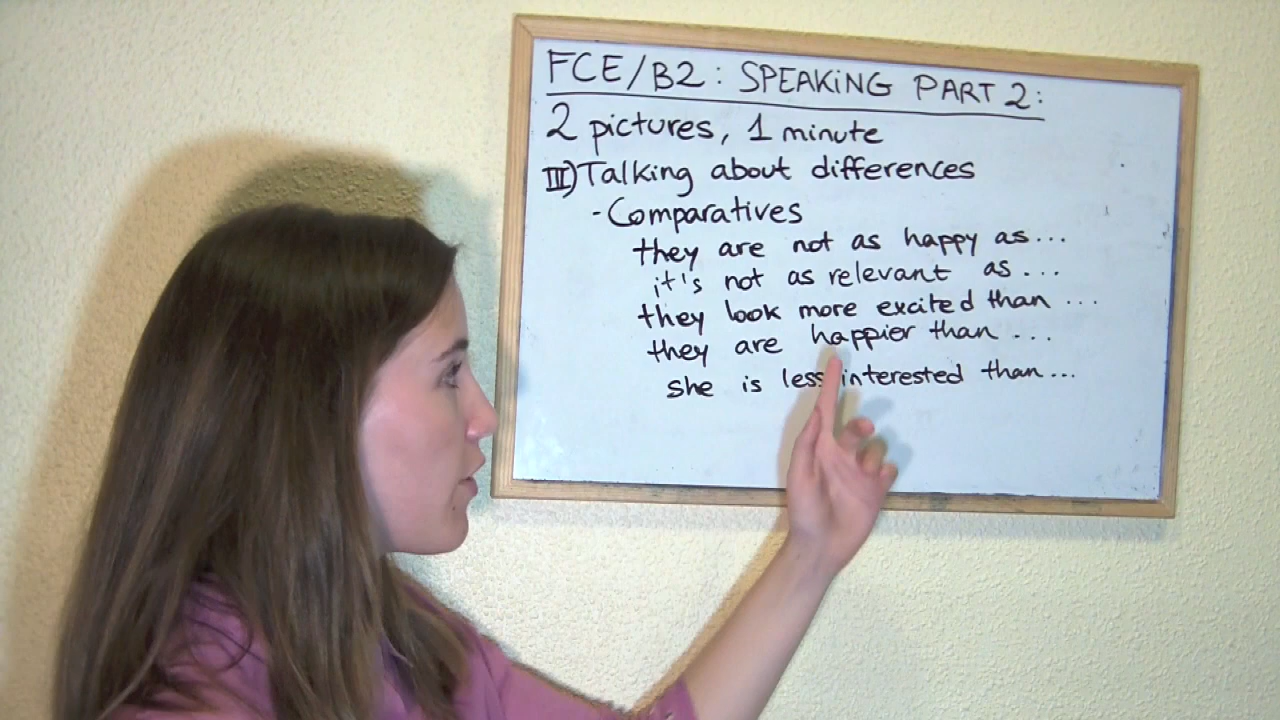 FCE/B2: SPEAKING PART 2:
2 pictures, 1 minute
III) Talking about differences
- Comparatives
they are not as happy as...
it's not as relevant as...
they look more excited than ...
they are happier than ...
she is less interested than...